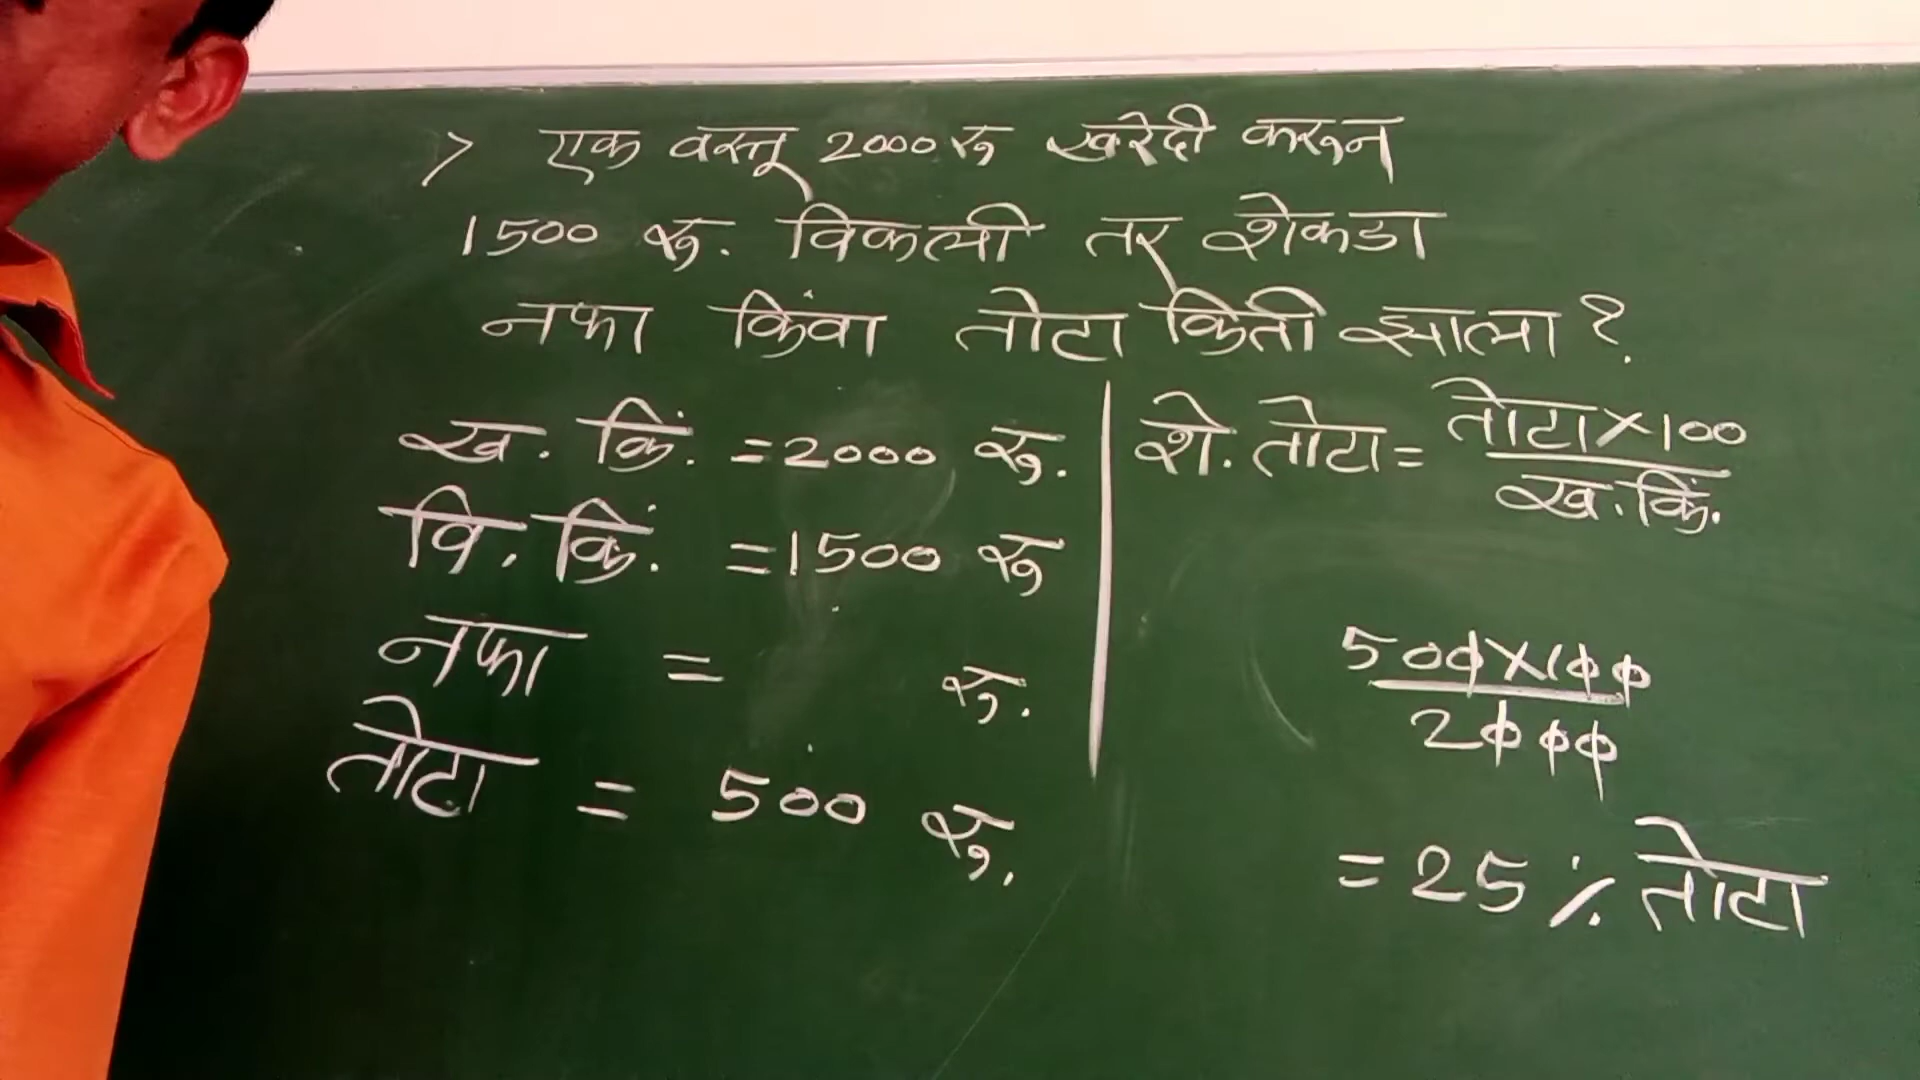 > एक वस्तू 2000 रु खरेदी करून
1500 रु. विकली तर शेकडा
नफा किंवा तोटा किती झाला ?
ख. किं. = 2000 रु.
वि. किं. = 1500 रु
नफा = रु.
तोटा = 500 रु.
शे. तोटा = तोटा × 100
ख. किं.
500 × 100
2000
= 25 % तोटा